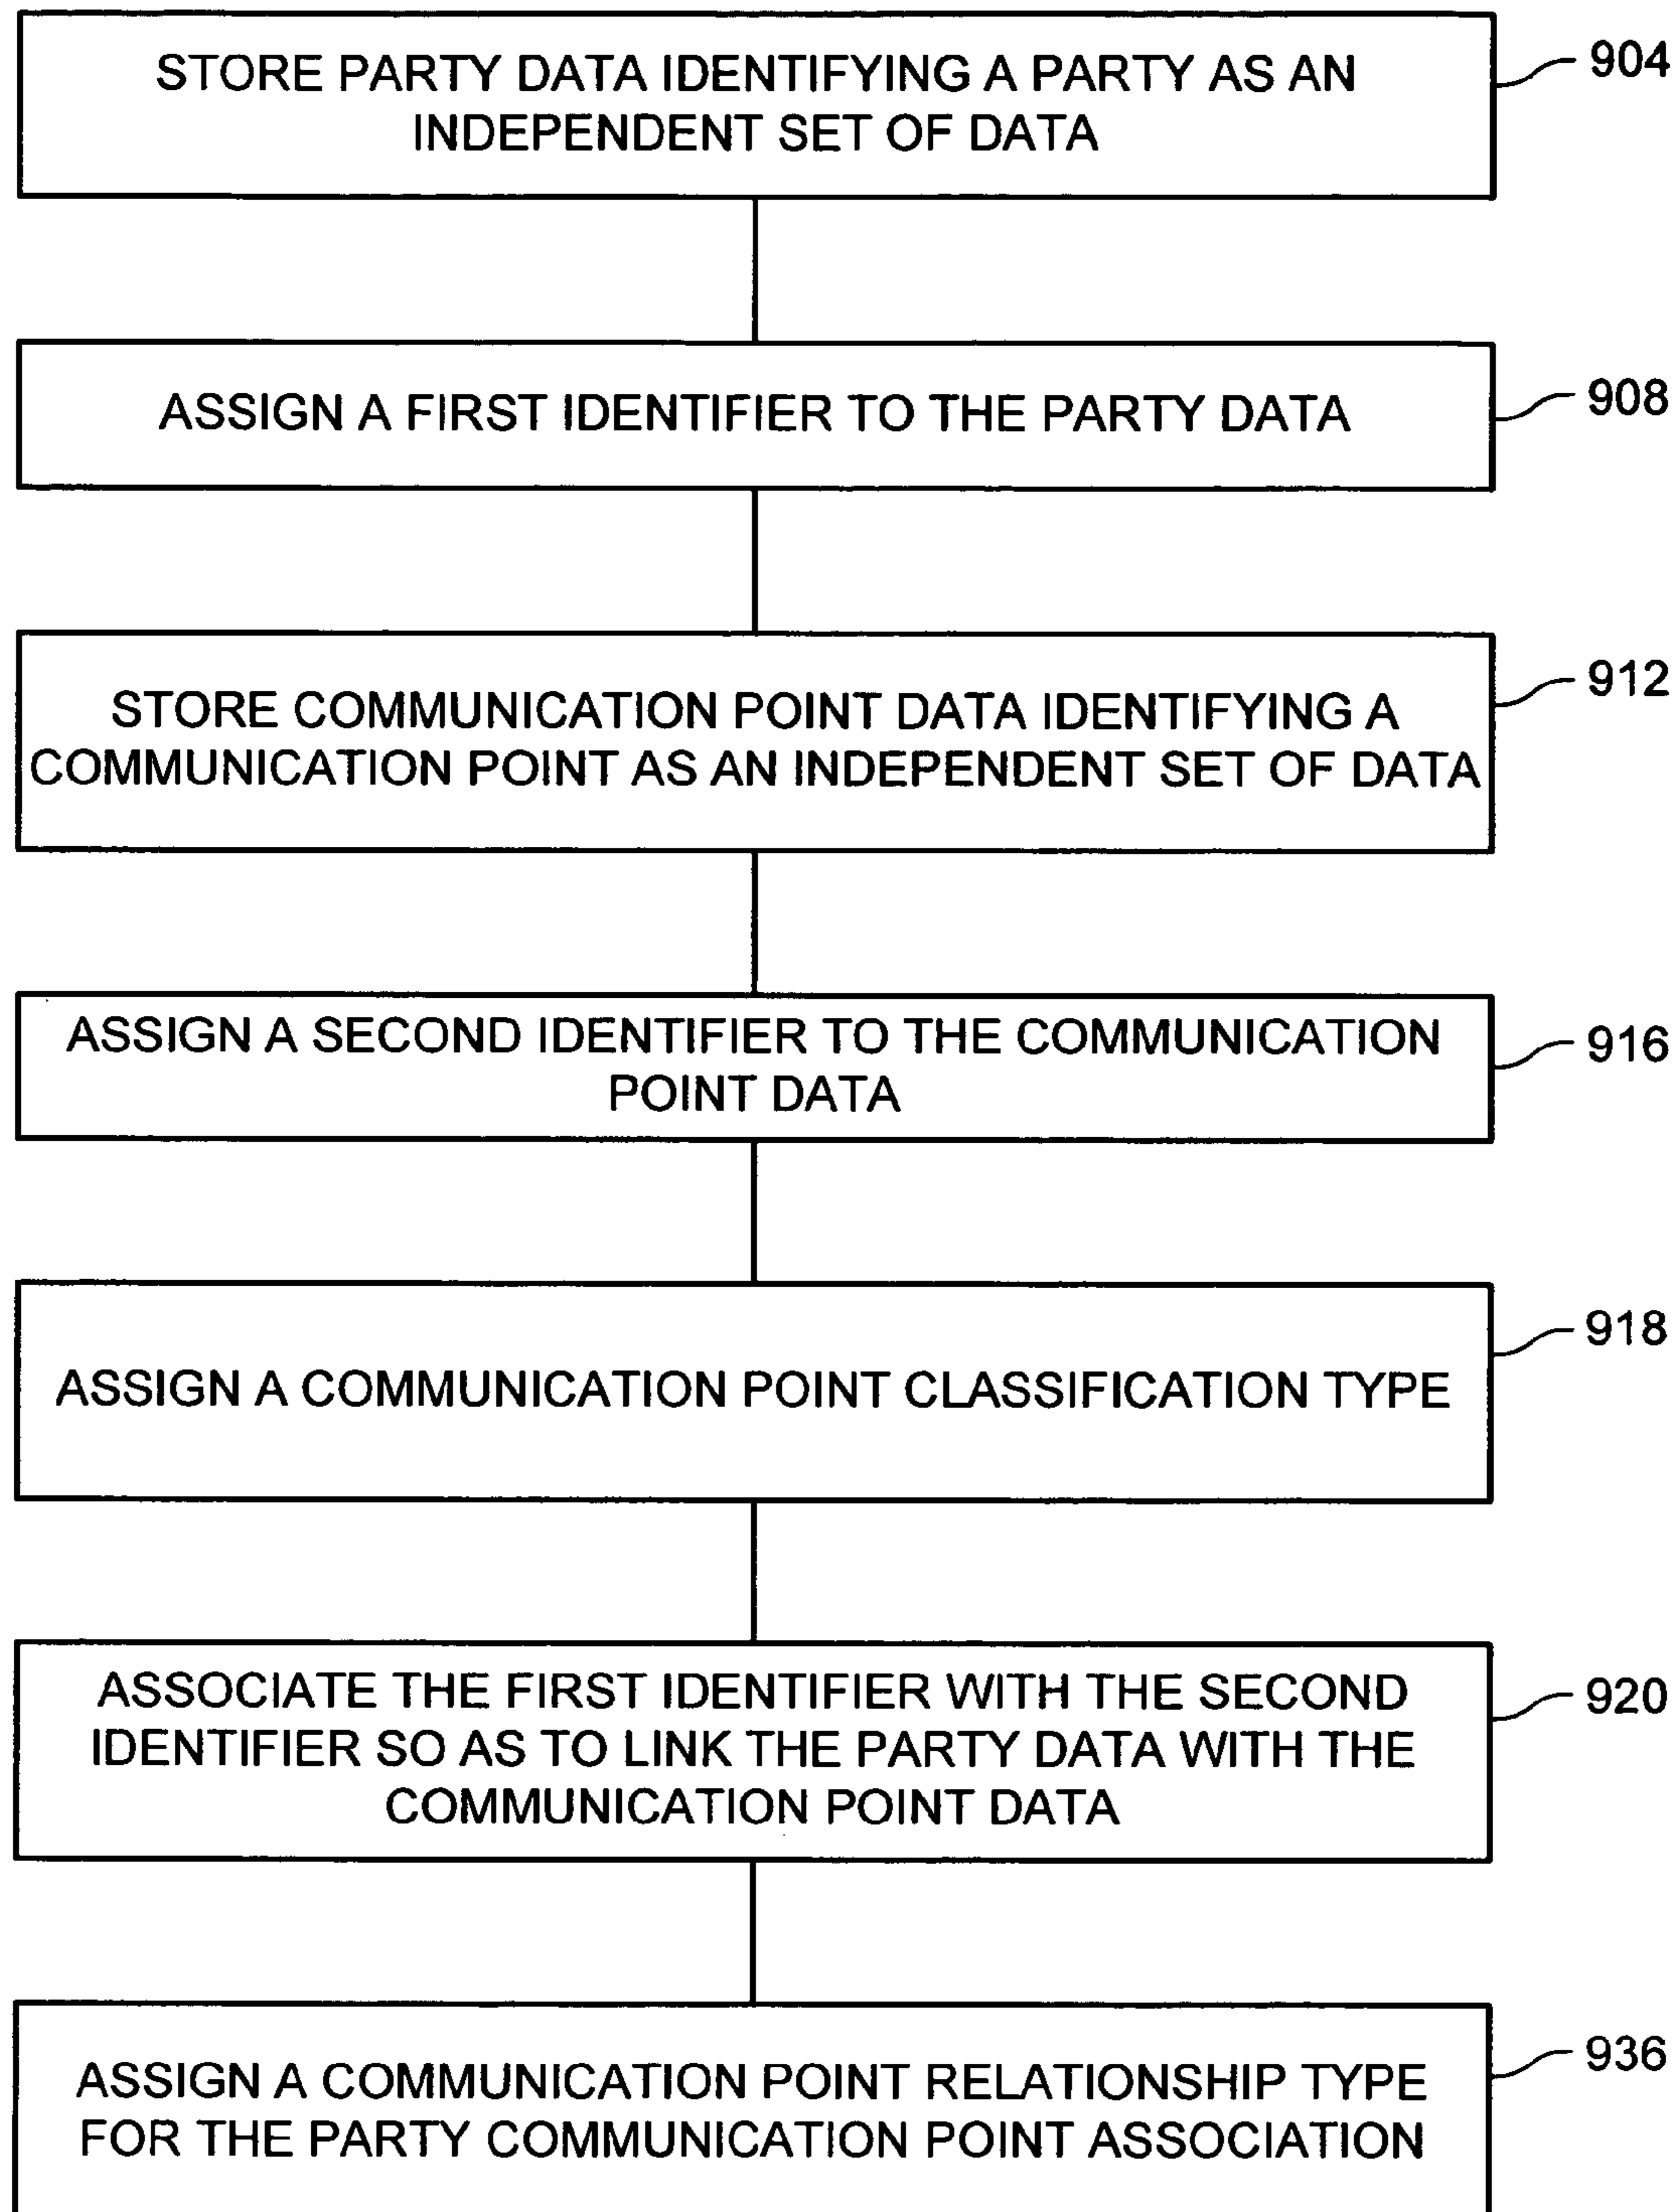 STORE PARTY DATA IDENTIFYING A PARTY AS AN
INDEPENDENT SET OF DATA
904
ASSIGN A FIRST IDENTIFIER TO THE PARTY DATA
908
STORE COMMUNICATION POINT DATA IDENTIFYING A
COMMUNICATION POINT AS AN INDEPENDENT SET OF DATA
912
ASSIGN A SECOND IDENTIFIER TO THE COMMUNICATION
POINT DATA
916
ASSIGN A COMMUNICATION POINT CLASSIFICATION TYPE
918
ASSOCIATE THE FIRST IDENTIFIER WITH THE SECOND
IDENTIFIER SO AS TO LINK THE PARTY DATA WITH THE
COMMUNICATION POINT DATA
920
ASSIGN A COMMUNICATION POINT RELATIONSHIP TYPE
FOR THE PARTY COMMUNICATION POINT ASSOCIATION
936